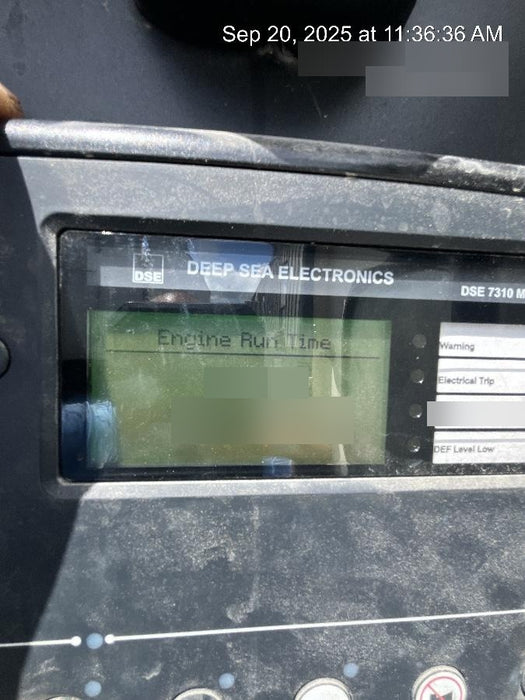 Sep 20, 2025 at 11:36:36 AM
DSE
DEEP SEA ELECTRONICS
DSE 7310 M
Engine Run Time
Warning
Electrical Trip
DEF Level Low